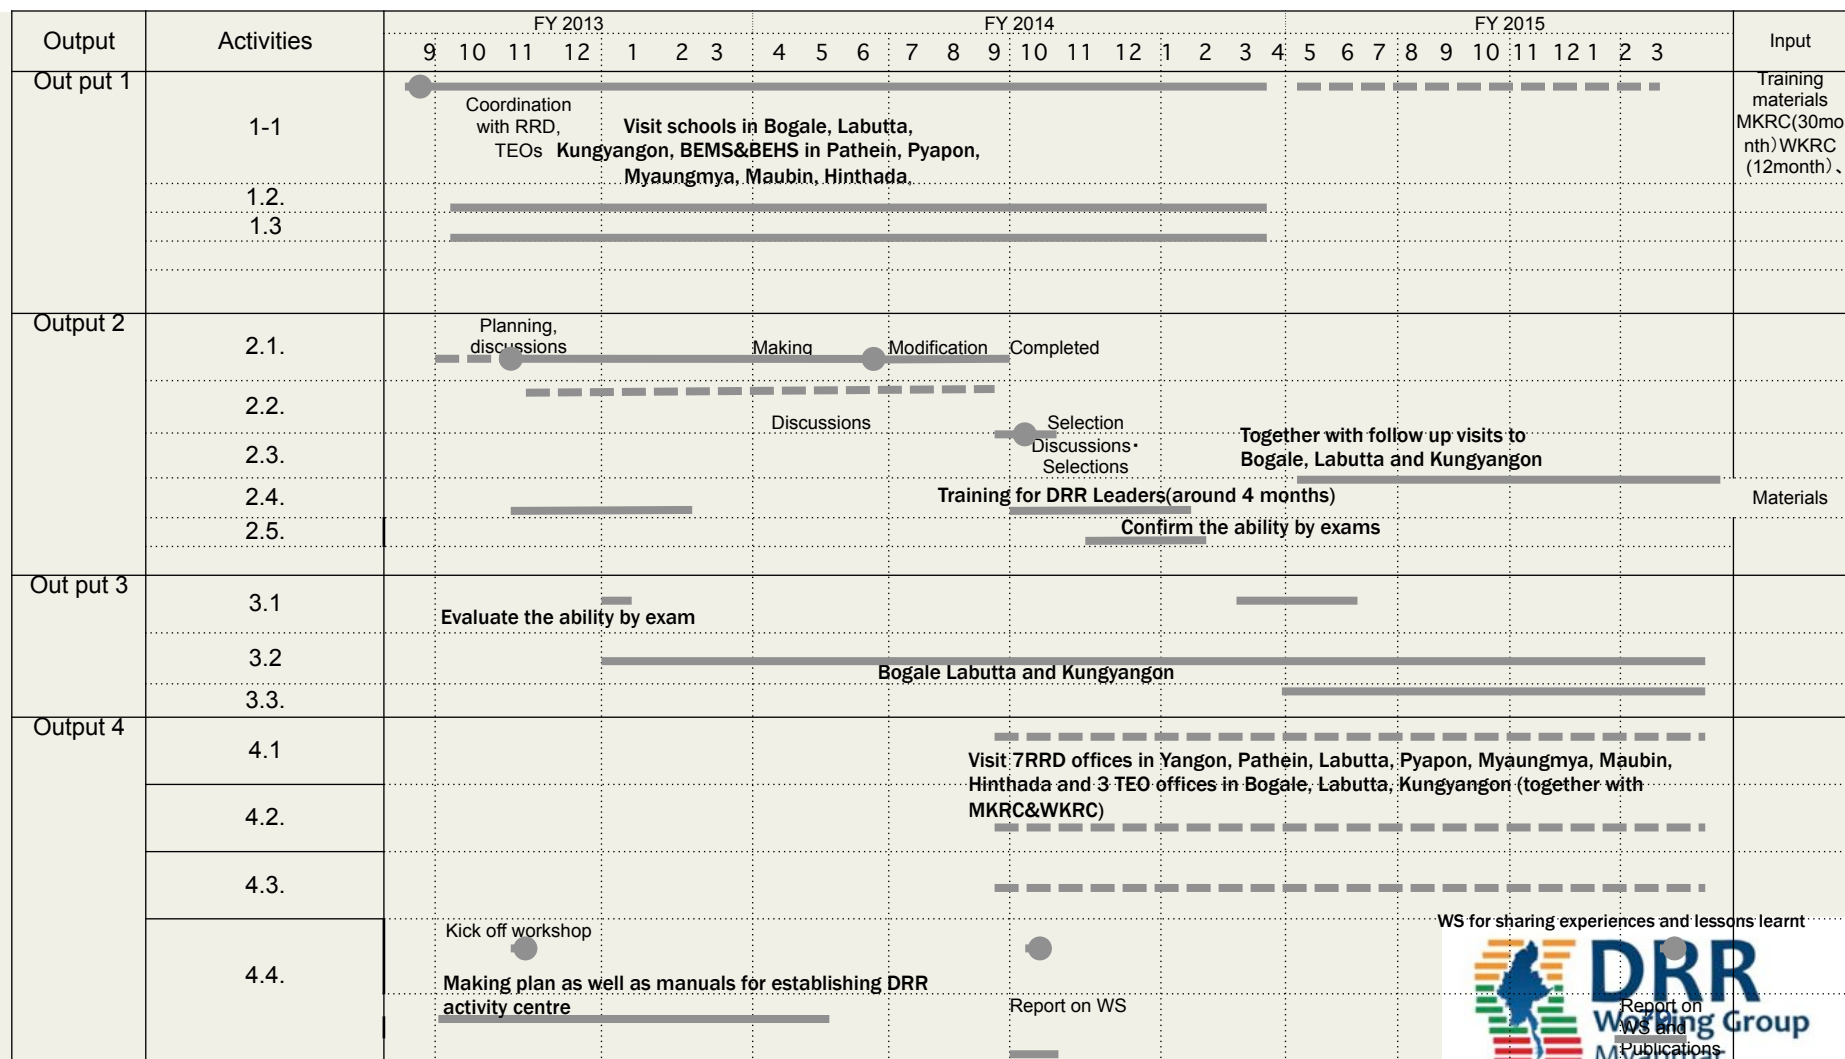 Output
Activities
FY 2013
FY 2014
FY 2015
Input
9 10 11 12 1 2 3 4 5 6 7 8 9 10 11 12 1 2 3 4 5 6 7 8 9 10 11 12 1 2 3
Out put 1
1-1
Coordination
with RRD,
TEOs
Visit schools in Bogale, Labutta,
Kungyangon, BEMS&BEHS in Pathein, Pyapon,
Myaungmya, Maubin, Hinthada,
Training
materials
MKRC(30mo
nth)WKRC
(12month)、
1.2.
1.3
Output 2
2.1.
Planning,
discussions
Making
Modification
Completed
2.2.
Discussions
Selection
2.3.
Discussions・
Selections
Together with follow up visits to
Bogale, Labutta and Kungyangon
2.4.
Training for DRR Leaders(around 4 months)
Materials
2.5.
Confirm the ability by exams
Out put 3
3.1
Evaluate the ability by exam
3.2
Bogale Labutta and Kungyangon
3.3.
Output 4
4.1
Visit 7RRD offices in Yangon, Pathein, Labutta, Pyapon, Myaungmya, Maubin,
Hinthada and 3 TEO offices in Bogale, Labutta, Kungyangon (together with
MKRC&WKRC)
4.2.
4.3.
4.4.
Kick off workshop
WS for sharing experiences and lessons learnt
Making plan as well as manuals for establishing DRR
activity centre
Report on WS
Report on
WS and
Publications
DRR
Working Group
Myanmar